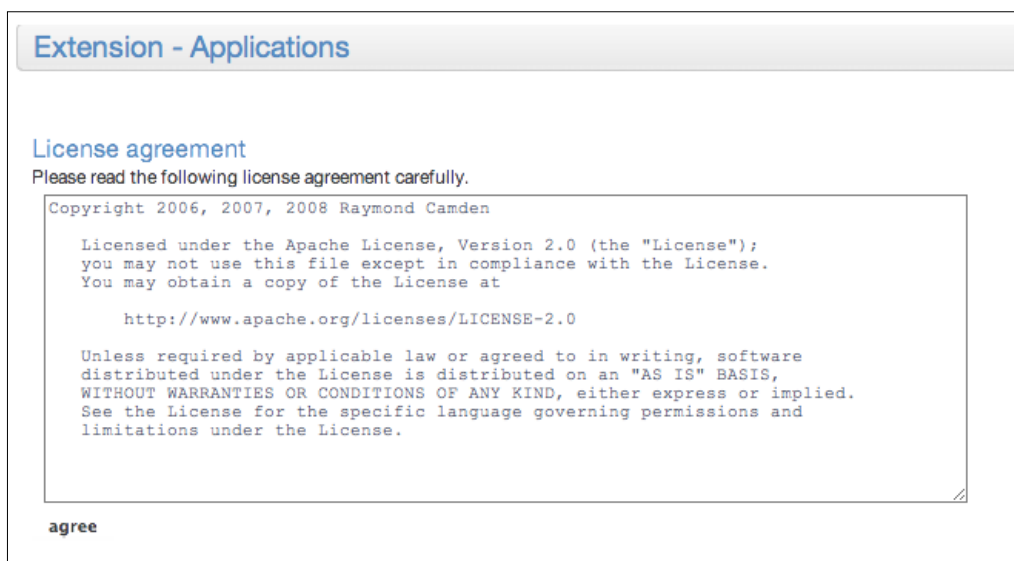 Extension - Applications
License agreement
Please read the following license agreement carefully.
Copyright 2006, 2007, 2008 Raymond Camden
Licensed under the Apache License, Version 2.0 (the "License");
you may not use this file except in compliance with the License.
You may obtain a copy of the License at
http://www.apache.org/licenses/LICENSE-2.0
Unless required by applicable law or agreed to in writing, software
distributed under the License is distributed on an "AS IS" BASIS,
WITHOUT WARRANTIES OR CONDITIONS OF ANY KIND, either express or implied.
See the License for the specific language governing permissions and
limitations under the License.
agree